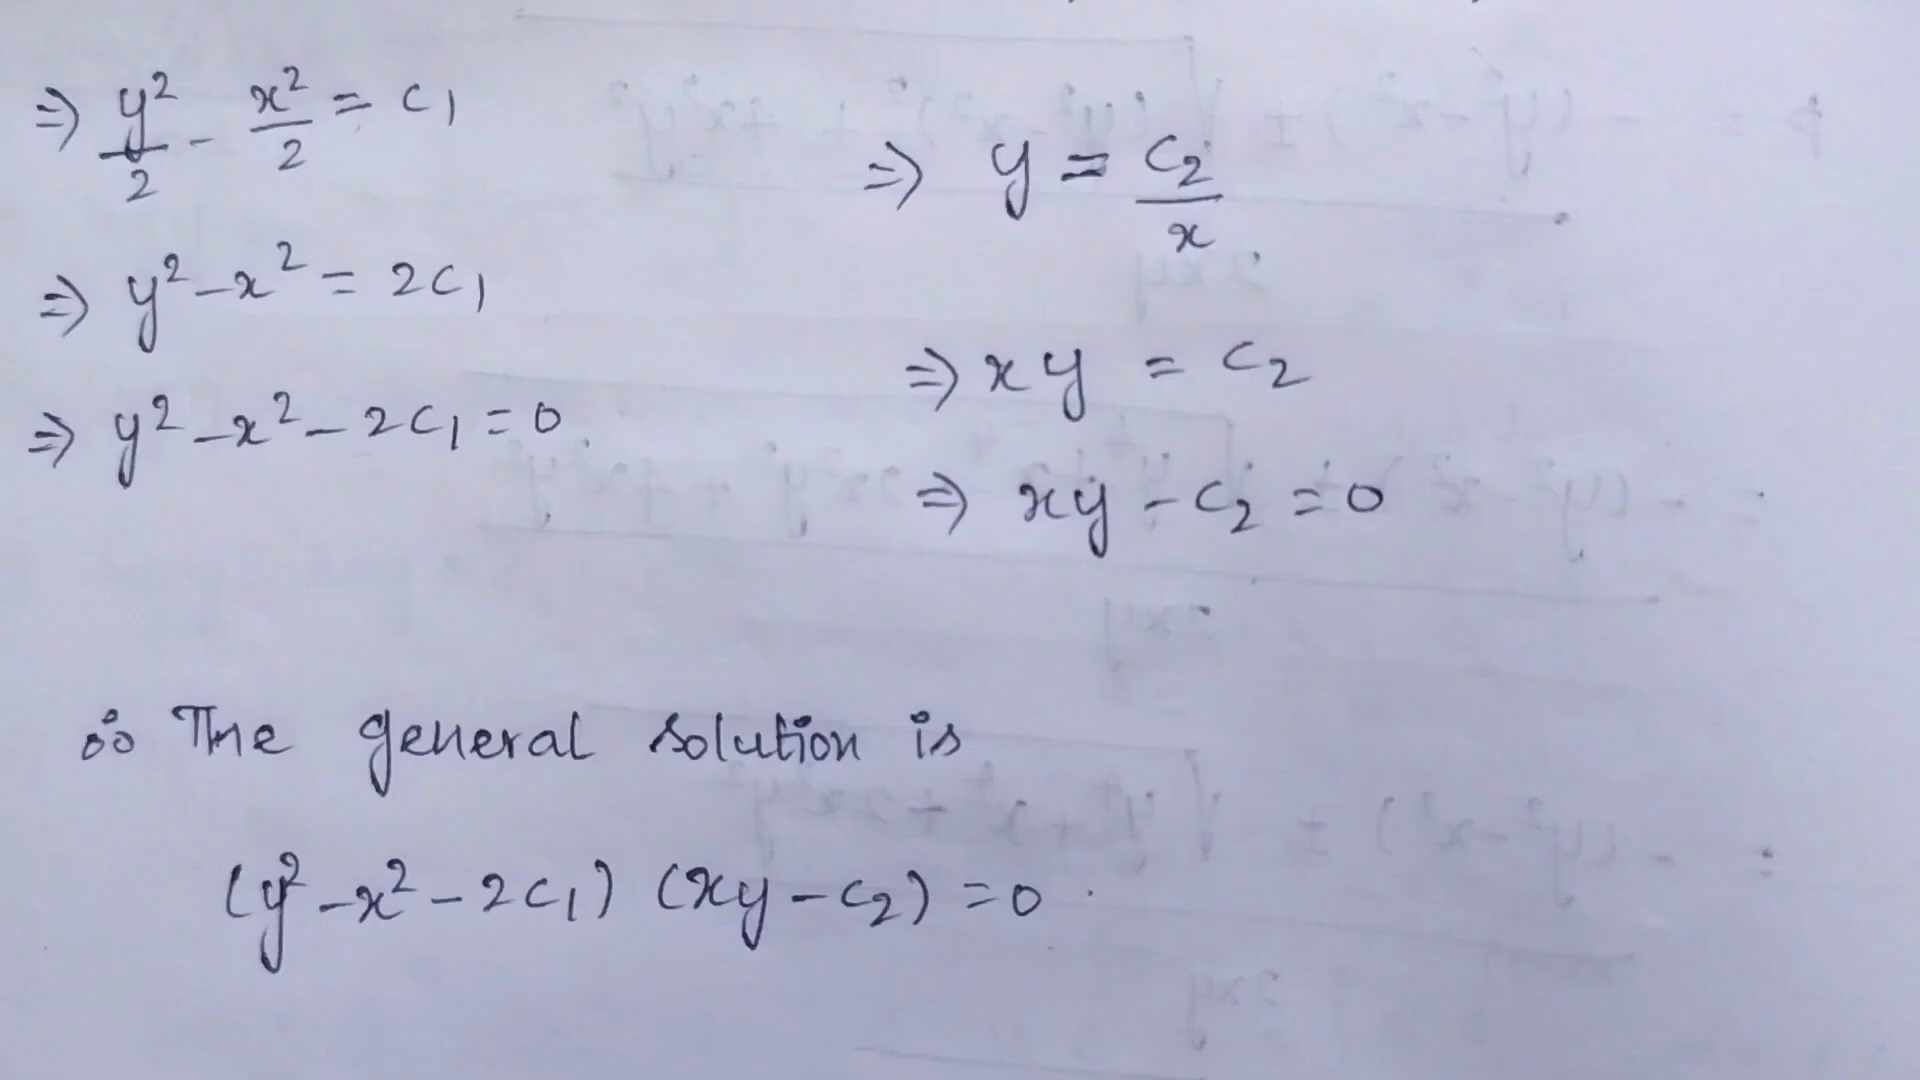 ⇒ y²/2 - x²/2 = c₁
⇒ y² - x² = 2c₁
⇒ y² - x² - 2c₁ = 0
⇒ y = c₂/x
⇒ xy = c₂
⇒ xy - c₂ = 0
∴ The general solution is
(y² - x² - 2c₁) (xy - c₂) = 0.